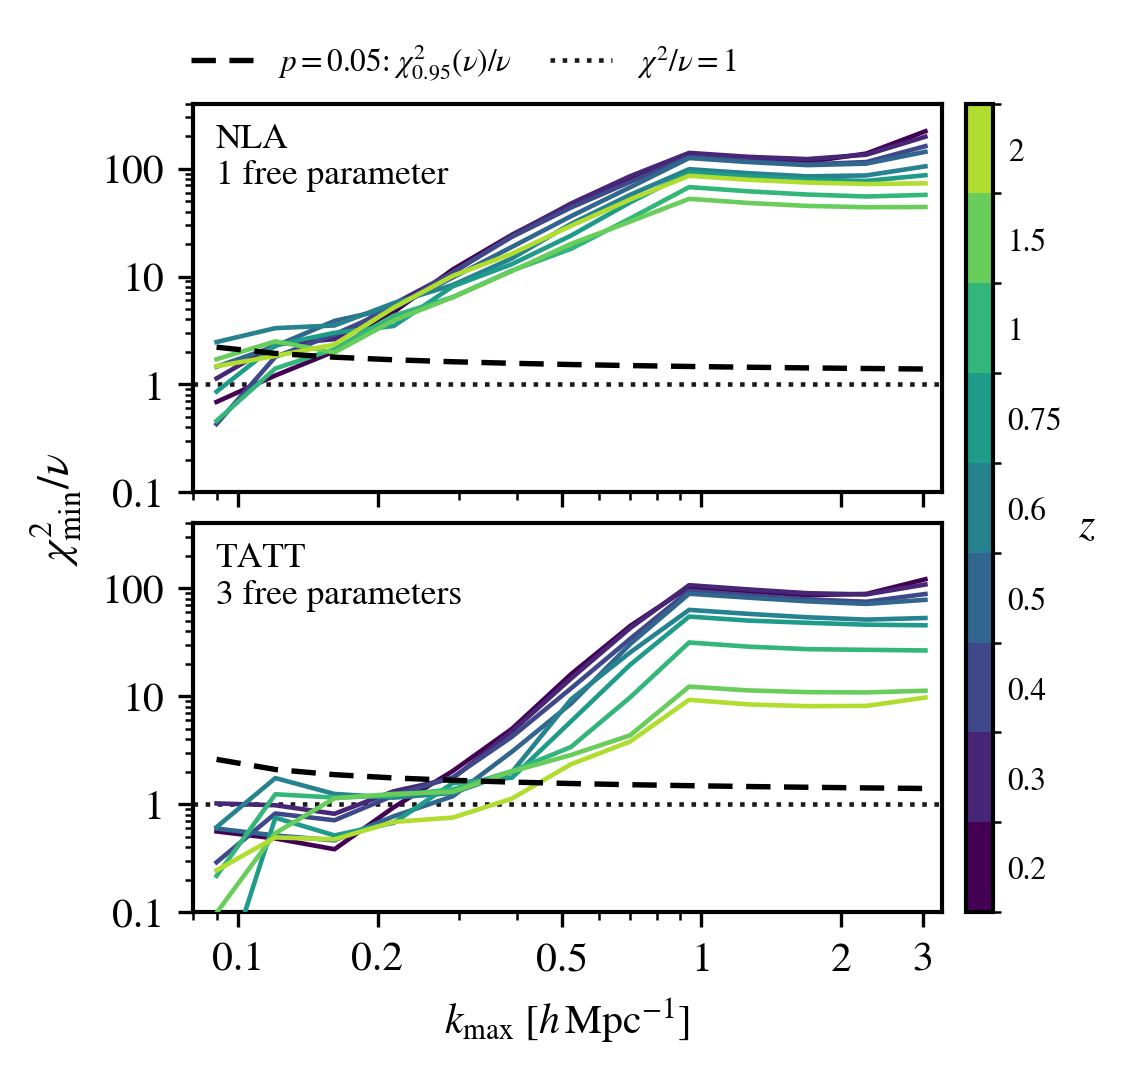 p = 0.05: χ²₀.₉₅(ν)/ν
χ²/ν = 1
NLA
1 free parameter
100
10
1
0.1
TATT
3 free parameters
100
10
1
0.1
χ²ₘᵢₙ/ν
0.1 0.2 0.5 1 2 3
kₘₐₓ [h Mpc⁻¹]
2
1.5
1
0.75
0.6
0.5
0.4
0.3
0.2
z